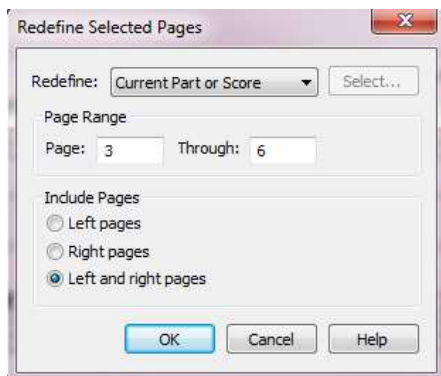 Redefine Selected Pages
Redefine: Current Part or Score Select...
Page Range
Page: 3 Through: 6
Include Pages
Left pages
Right pages
Left and right pages
OK Cancel Help